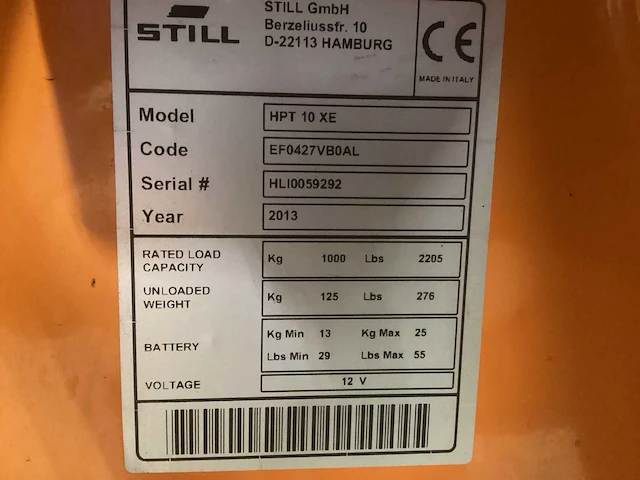 STILL
STILL GmbH
Berzeliusstr. 10
D-22113 HAMBURG
CE
MADE IN ITALY
Model HPT 10 XE
Code EF0427VB0AL
Serial # HLI0059292
Year 2013
RATED LOAD CAPACITY Kg 1000 Lbs 2205
UNLOADED WEIGHT Kg 125 Lbs 276
BATTERY Kg Min 13 Kg Max 25
Lbs Min 29 Lbs Max 55
VOLTAGE 12 V